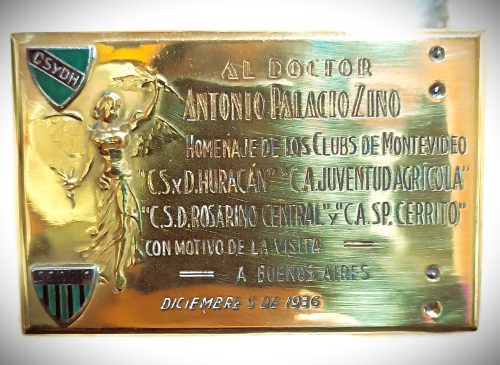 CSyDH
AL DOCTOR
ANTONIO PALACIO ZINO
HOMENAJE DE LOS CLUBS DE MONTEVIDEO
"C.S.Y D. HURACÁN" "C.A. JUVENTUD AGRÍCOLA"
"C.S.D. ROSARINO CENTRAL" Y "C.A. SP. CERRITO"
CON MOTIVO DE LA VISITA
A BUENOS AIRES
DICIEMBRE 5 DE 1936